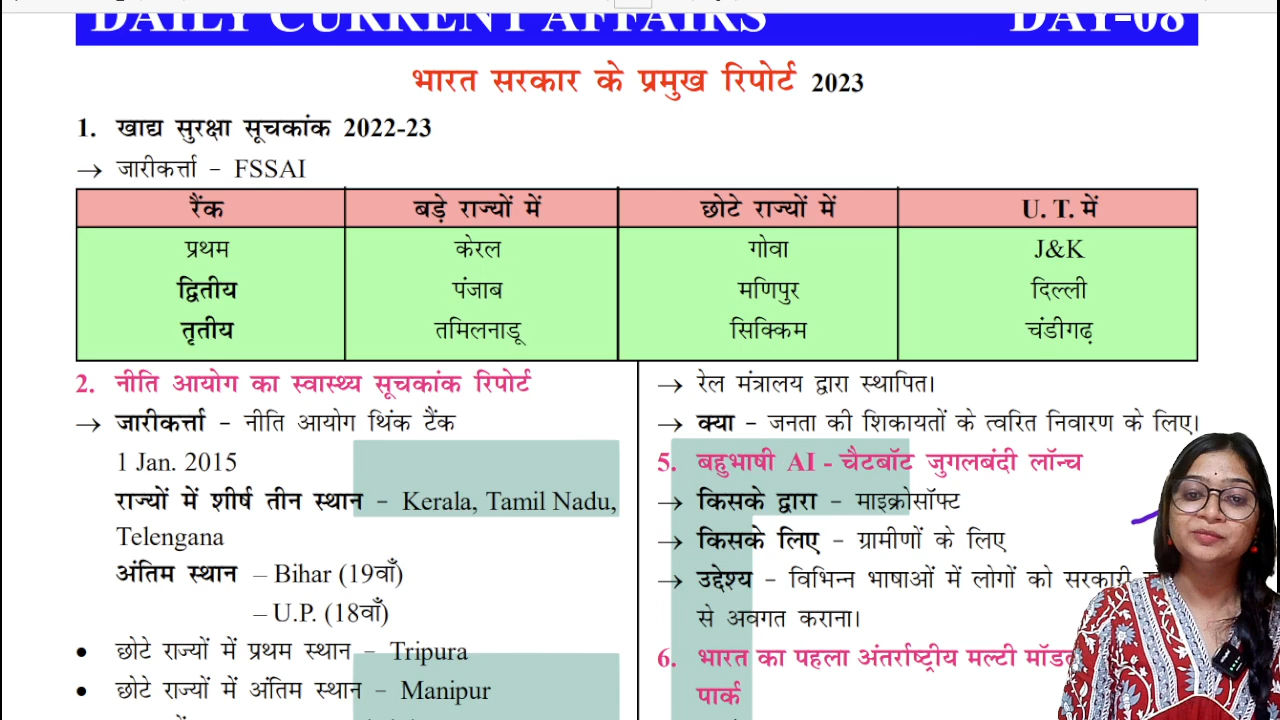 DAILY CURRENT AFFAIRS DAY-08
भारत सरकार के प्रमुख रिपोर्ट 2023
1. खाद्य सुरक्षा सूचकांक 2022-23
→ जारीकर्त्ता - FSSAI
रैंक बड़े राज्यों में छोटे राज्यों में U. T. में
प्रथम केरल गोवा J&K
द्वितीय पंजाब मणिपुर दिल्ली
तृतीय तमिलनाडू सिक्किम चंडीगढ़
2. नीति आयोग का स्वास्थ्य सूचकांक रिपोर्ट
→ जारीकर्त्ता - नीति आयोग थिंक टैंक
1 Jan. 2015
राज्यों में शीर्ष तीन स्थान - Kerala, Tamil Nadu,
Telengana
अंतिम स्थान – Bihar (19वाँ)
– U.P. (18वाँ)
• छोटे राज्यों में प्रथम स्थान - Tripura
• छोटे राज्यों में अंतिम स्थान - Manipur
→ रेल मंत्रालय द्वारा स्थापित।
→ क्या - जनता की शिकायतों के त्वरित निवारण के लिए।
5. बहुभाषी AI - चैटबॉट जुगलबंदी लॉन्च
→ किसके द्वारा - माइक्रोसॉफ्ट
→ किसके लिए - ग्रामीणों के लिए
→ उद्देश्य - विभिन्न भाषाओं में लोगों को सरकारी
से अवगत कराना।
6. भारत का पहला अंतर्राष्ट्रीय मल्टी
पार्क